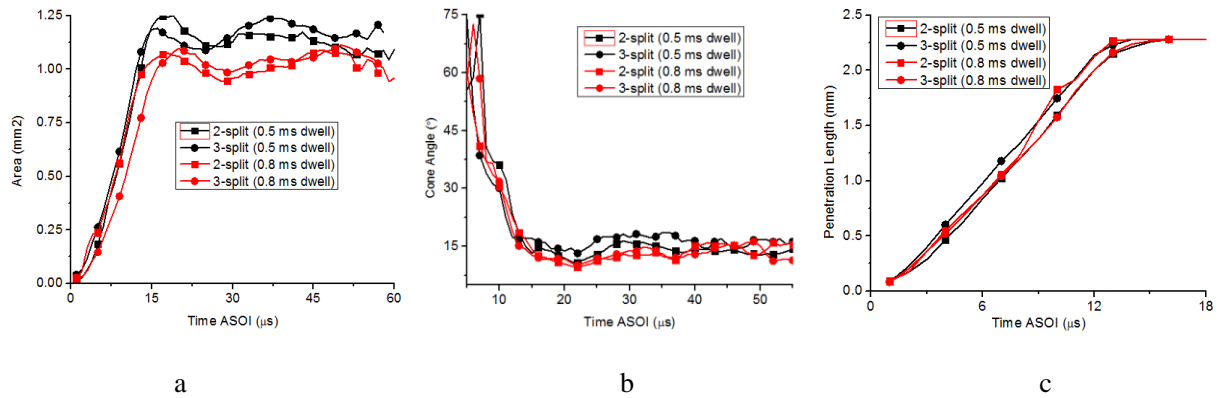 1.25
1.00
0.75
0.50
0.25
0.00
Area (mm2)
0
15
30
45
60
Time ASOI (μs)
2-split (0.5 ms dwell)
3-split (0.5 ms dwell)
2-split (0.8 ms dwell)
3-split (0.8 ms dwell)
a
75
60
45
30
15
Cone Angle (°)
10
20
30
40
50
Time ASOI (μs)
2-split (0.5 ms dwell)
3-split (0.5 ms dwell)
2-split (0.8 ms dwell)
3-split (0.8 ms dwell)
b
2.5
2.0
1.5
1.0
0.5
0.0
Penetration Length (mm)
0
6
12
18
Time ASOI (μs)
2-split (0.5 ms dwell)
3-split (0.5 ms dwell)
2-split (0.8 ms dwell)
3-split (0.8 ms dwell)
c